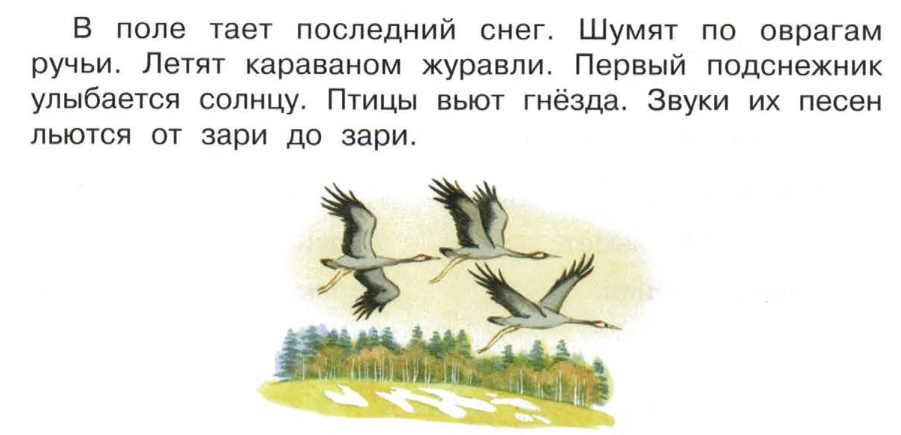 В поле тает последний снег. Шумят по оврагам
ручьи. Летят караваном журавли. Первый подснежник
улыбается солнцу. Птицы вьют гнёзда. Звуки их песен
льются от зари до зари.